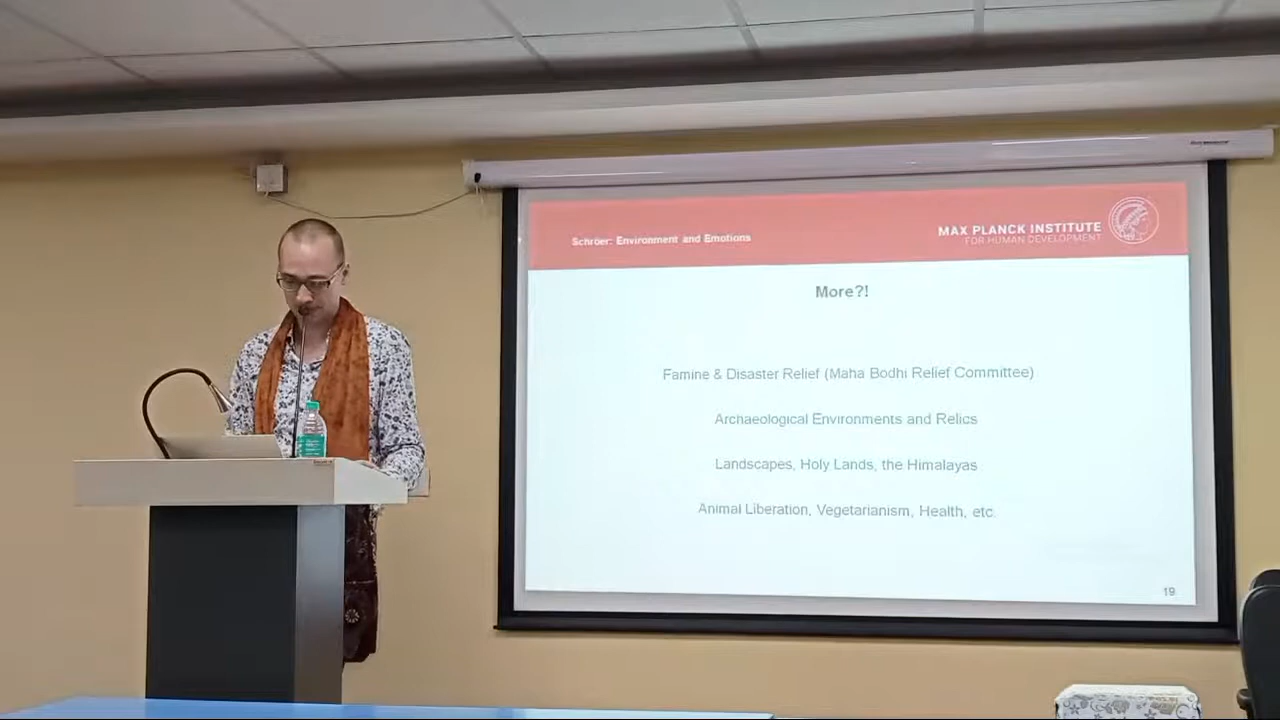 Schröer: Environment and Emotions
MAX PLANCK INSTITUTE
FOR HUMAN DEVELOPMENT
More?!
Famine & Disaster Relief (Maha Bodhi Relief Committee)
Archaeological Environments and Relics
Landscapes, Holy Lands, the Himalayas
Animal Liberation, Vegetarianism, Health, etc.
19